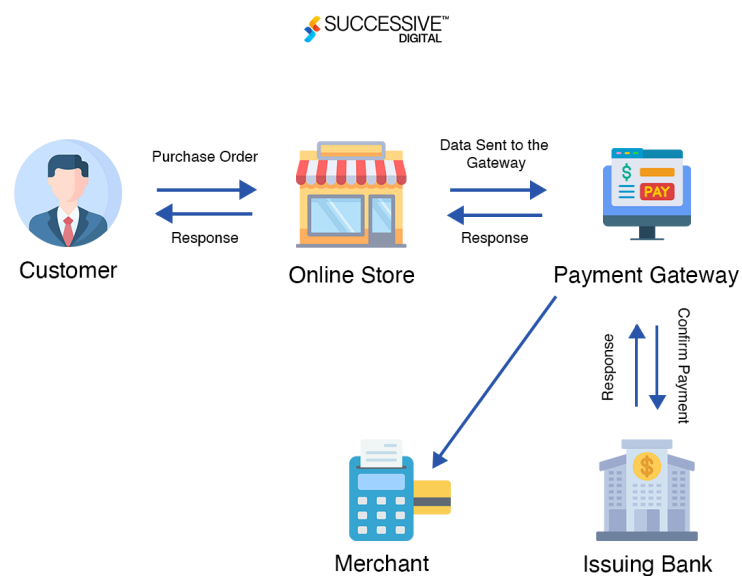 SUCCESSIVE™
DIGITAL
Purchase Order
Response
Customer
Online Store
Data Sent to the
Gateway
Response
$
PAY
Payment Gateway
Response
Confirm Payment
Merchant
$
Issuing Bank